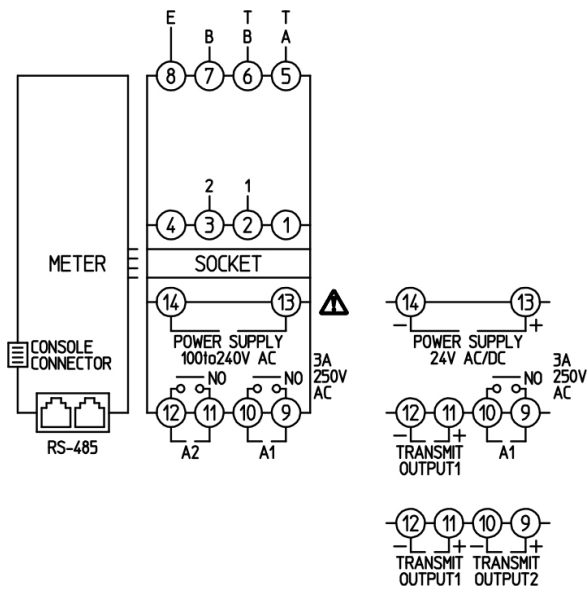 E
B
T
B
T
A
8
7
6
5
2
1
4
3
2
1
METER
SOCKET
14
13
POWER SUPPLY
100to240V AC
CONSOLE
CONNECTOR
NO
NO
3A
250V
AC
12
11
10
9
A2
A1
RS-485
14
13
-
+
POWER SUPPLY
24V AC/DC
NO
3A
250V
AC
12
11
10
9
-
+
TRANSMIT
OUTPUT1
A1
12
11
10
9
-
+
-
+
TRANSMIT
OUTPUT1
TRANSMIT
OUTPUT2